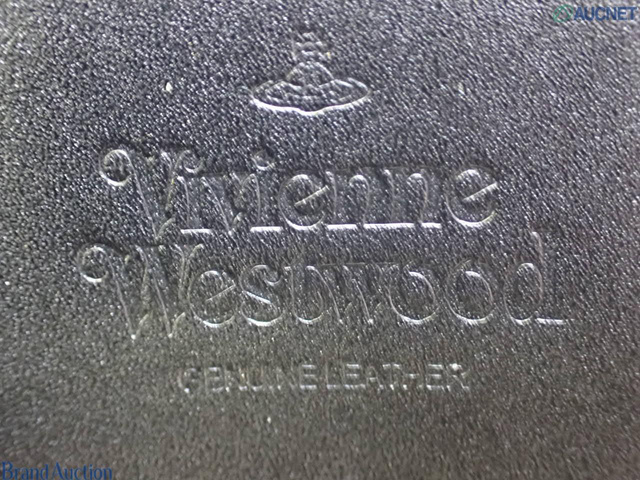 AUCNET
Vivienne
Westwood
GENUINE LEATHER
Brand Auction